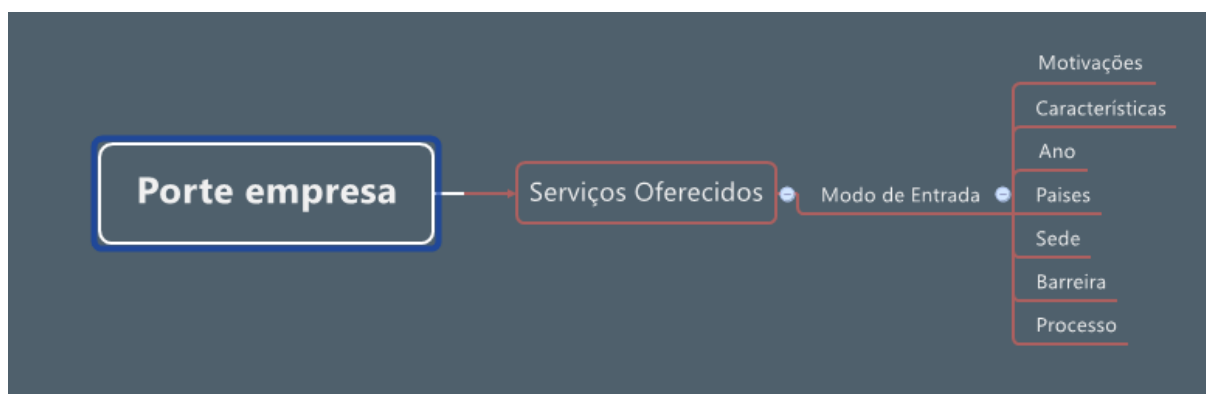 Porte empresa
Serviços Oferecidos
Modo de Entrada
Motivações
Características
Ano
Paises
Sede
Barreira
Processo